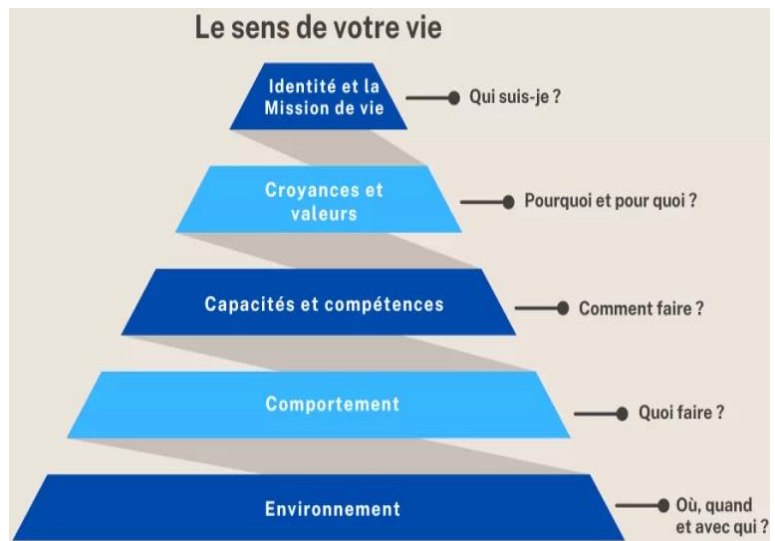 Le sens de votre vie
Identité et la
Mission de vie
Qui suis-je ?
Croyances et
valeurs
Pourquoi et pour quoi ?
Capacités et compétences
Comment faire ?
Comportement
Quoi faire ?
Environnement
Où, quand
et avec qui ?